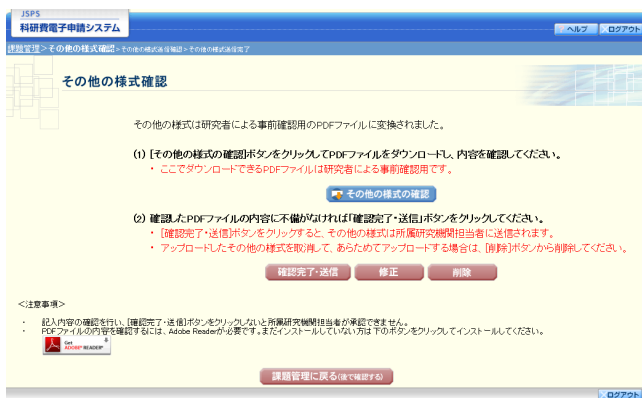 JSPS
科研費電子申請システム
ヘルプ
ログアウト
課題管理>その他の様式確認>その他の様式送信確認>その他の様式送信完了
その他の様式確認
その他の様式は研究者による事前確認用のPDFファイルに変換されました。
(1) [その他の様式の確認]ボタンをクリックしてPDFファイルをダウンロードし、内容を確認してください。
・ ここでダウンロードできるPDFファイルは研究者による事前確認用です。
その他の様式の確認
(2) 確認したPDFファイルの内容に不備がなければ「確認完了・送信」ボタンをクリックしてください。
・ [確認完了・送信]ボタンをクリックすると、その他の様式は所属研究機関担当者に送信されます。
・ アップロードしたその他の様式を取消して、あらためてアップロードする場合は、[削除]ボタンから削除してください。
確認完了・送信 修正 削除
<注意事項>
・ 記入内容の確認を行い、[確認完了・送信]ボタンをクリックしないと所属研究機関担当者が承認できません。
・ PDFファイルの内容を確認するには、Adobe Readerが必要です。まだインストールしていない方は下のボタンをクリックしてインストールしてください。
Get
ADOBE® READER®
課題管理に戻る(後で確認する)
ログアウト